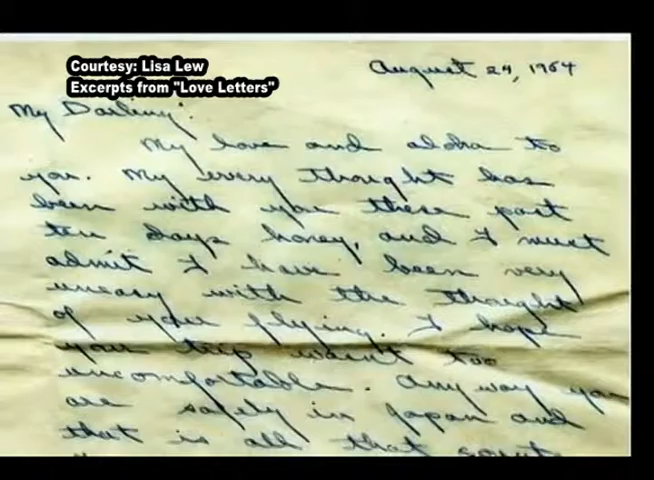 Courtesy: Lisa Lew
Excerpts from "Love Letters"
August 24, 1964
My Darling:
My love and aloha to
you. My every thought has
been with you these past
ten days honey, and I must
admit I have been very
uneasy with the thought
of your flying. I hope
your trip wasn't too
uncomfortable. Anyway you
are safely in Japan and
that is all that